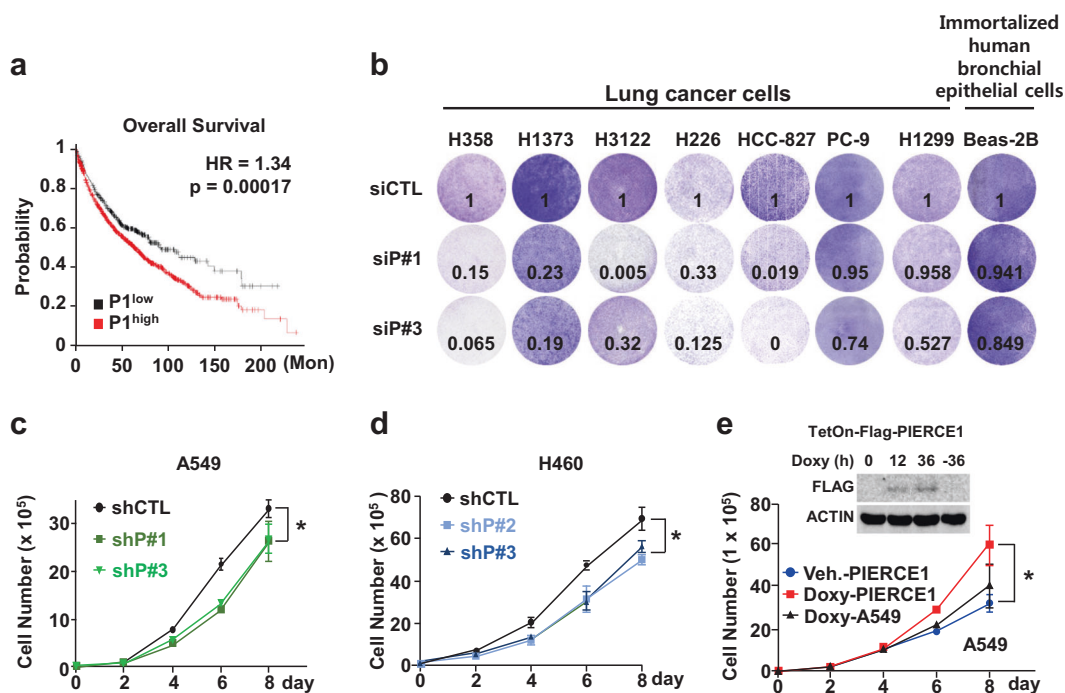 a
Overall Survival
HR = 1.34
p = 0.00017
Probability
1
0.8
0.6
0.4
0.2
0
P1low
P1high
0 50 100 150 200 (Mon)
b
Immortalized
human
bronchial
epithelial cells
Lung cancer cells
H358 H1373 H3122 H226 HCC-827 PC-9 H1299 Beas-2B
siCTL 1 1 1 1 1 1 1 1
siP#1 0.15 0.23 0.005 0.33 0.019 0.95 0.958 0.941
siP#3 0.065 0.19 0.32 0.125 0 0.74 0.527 0.849
c
A549
Cell Number (x 10⁵)
30
20
10
0
shCTL
shP#1
shP#3
*
0 2 4 6 8 day
d
H460
Cell Number (x 10⁵)
80
60
40
20
0
shCTL
shP#2
shP#3
*
0 2 4 6 8 day
e
TetOn-Flag-PIERCE1
Doxy (h) 0 12 36 -36
FLAG
ACTIN
Cell Number (1 x 10⁵)
80
60
40
20
0
Veh.-PIERCE1
Doxy-PIERCE1
Doxy-A549
*
A549
0 2 4 6 8 day